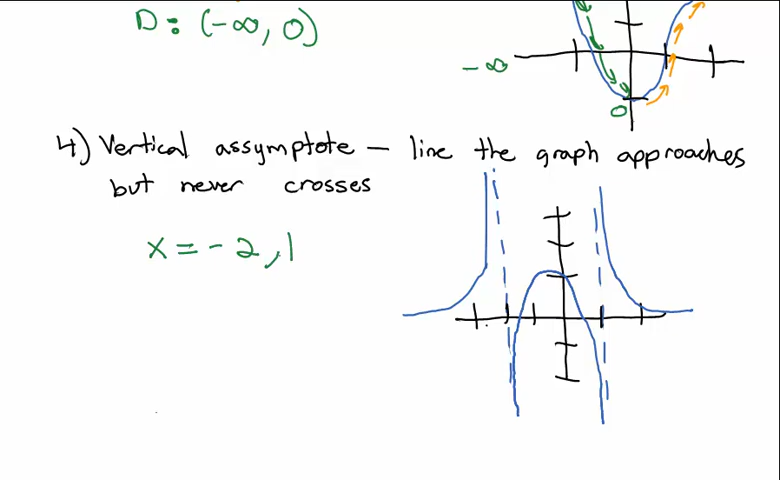 D: (-∞, 0)
-∞
0
4) Vertical assymptote — line the graph approaches
but never crosses
x = -2, 1